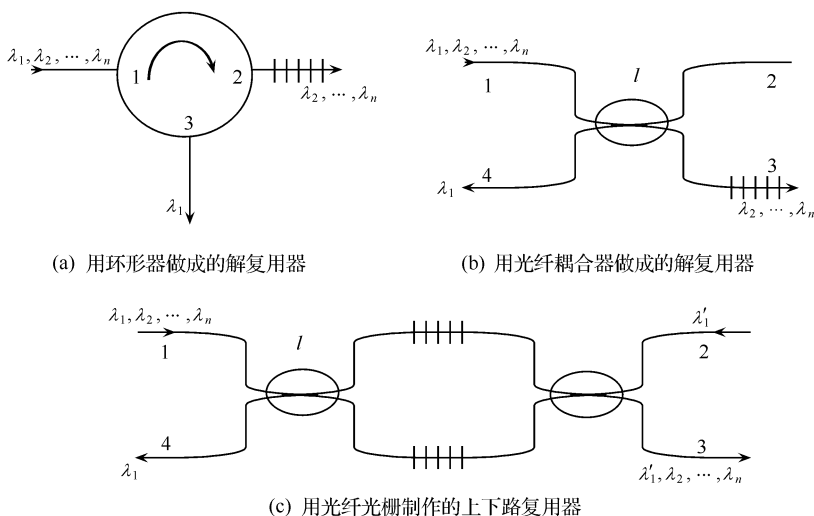 λ₁,λ₂,⋯,λₙ
1
2
3
λ₂,⋯,λₙ
λ₁
(a) 用环形器做成的解复用器
λ₁,λ₂,⋯,λₙ
1
l
2
4
3
λ₁
λ₂,⋯,λₙ
(b) 用光纤耦合器做成的解复用器
λ₁,λ₂,⋯,λₙ
1
l
λ′₁
2
4
3
λ₁
λ′₁,λ₂,⋯,λₙ
(c) 用光纤光栅制作的上下路复用器